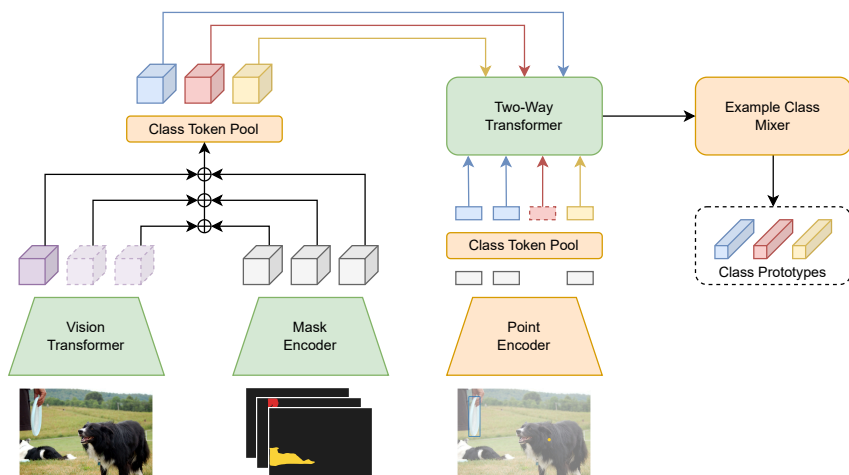 Class Token Pool
Two-Way
Transformer
Example Class
Mixer
Class Token Pool
Class Prototypes
Vision
Transformer
Mask
Encoder
Point
Encoder